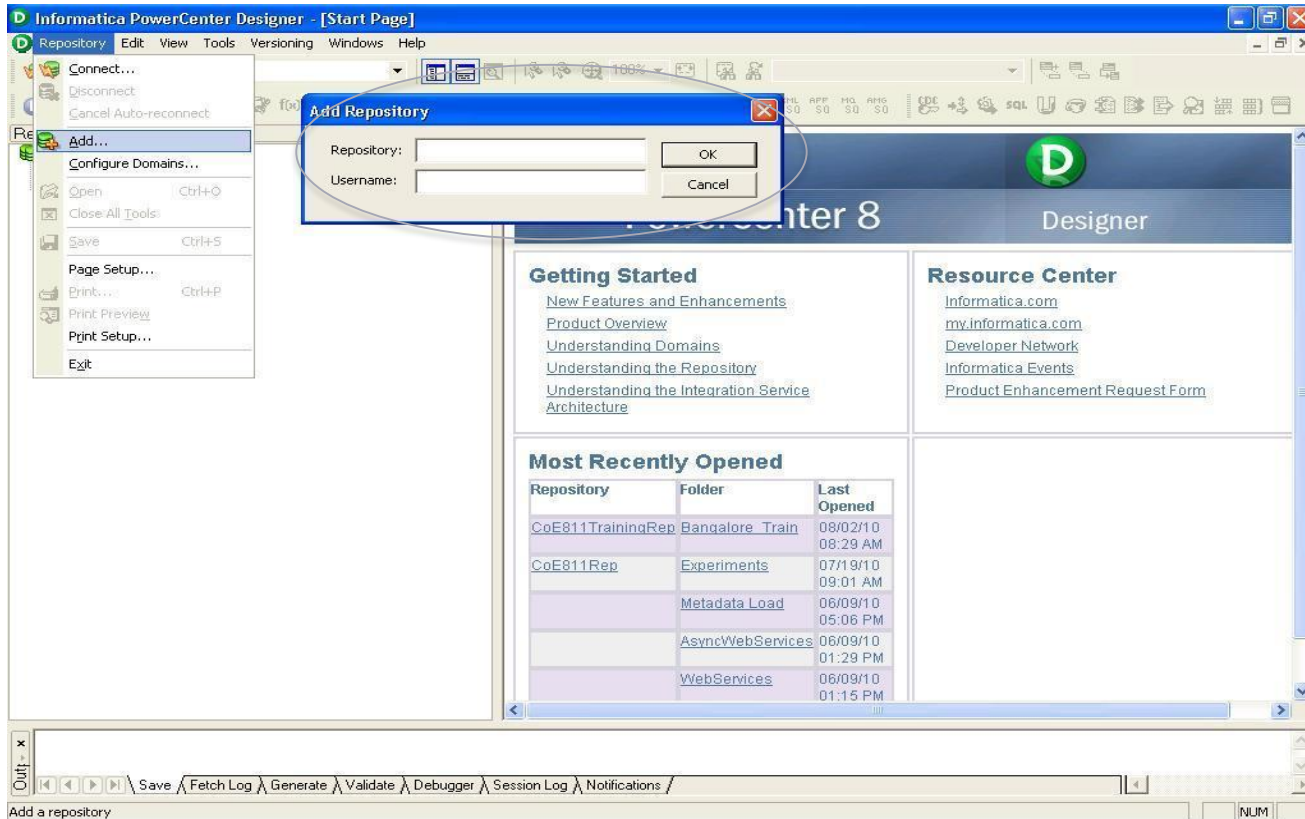 Informatica PowerCenter Designer - [Start Page]
Repository Edit View Tools Versioning Windows Help
Connect...
Disconnect
Cancel Auto-reconnect
Add...
Configure Domains...
Open Ctrl+O
Close All Tools
Save Ctrl+S
Page Setup...
Print... Ctrl+P
Print Preview
Print Setup...
Exit
100%
SQL
Add Repository
Repository:
Username:
OK
Cancel
D
nter 8
Designer
Getting Started
New Features and Enhancements
Product Overview
Understanding Domains
Understanding the Repository
Understanding the Integration Service
Architecture
Resource Center
Informatica.com
my.informatica.com
Developer Network
Informatica Events
Product Enhancement Request Form
Most Recently Opened
Repository Folder Last
Opened
CoE811TrainingRep Bangalore_Train 08/02/10
08:29 AM
CoE811Rep Experiments 07/19/10
09:01 AM
Metadata Load 06/09/10
05:06 PM
AsyncWebServices 06/09/10
01:29 PM
WebServices 06/09/10
01:15 PM
Save Fetch Log Generate Validate Debugger Session Log Notifications
Add a repository
NUM